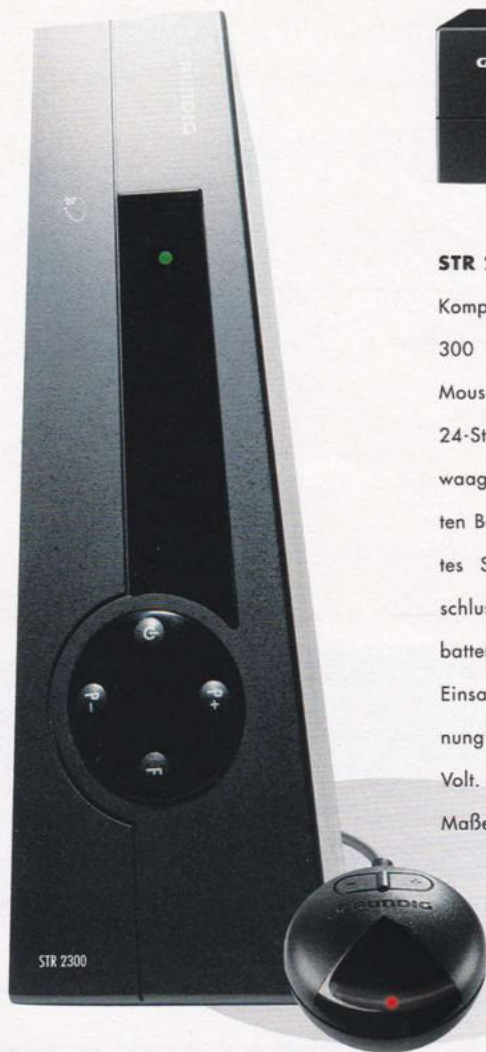 GRUNDIG
P-
P+
F
STR 2300
- +
GRUNDIG
STR
Komp
300
Mous
24-St
waag
ten Be
tes S
schlus
batter
Einsa
nung
Volt.
Maße